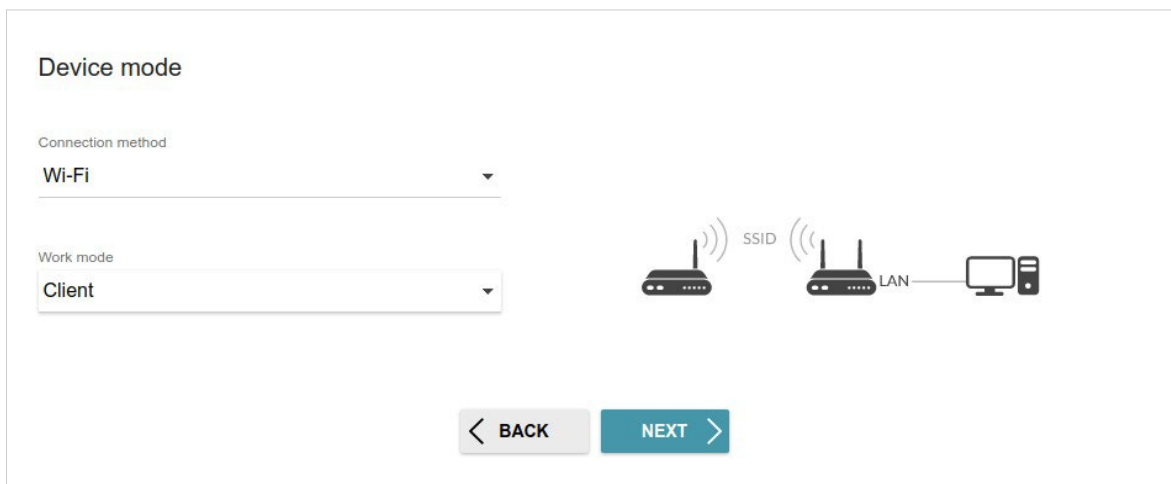 Device mode
Connection method
Wi-Fi
Work mode
Client
SSID
LAN
BACK
NEXT